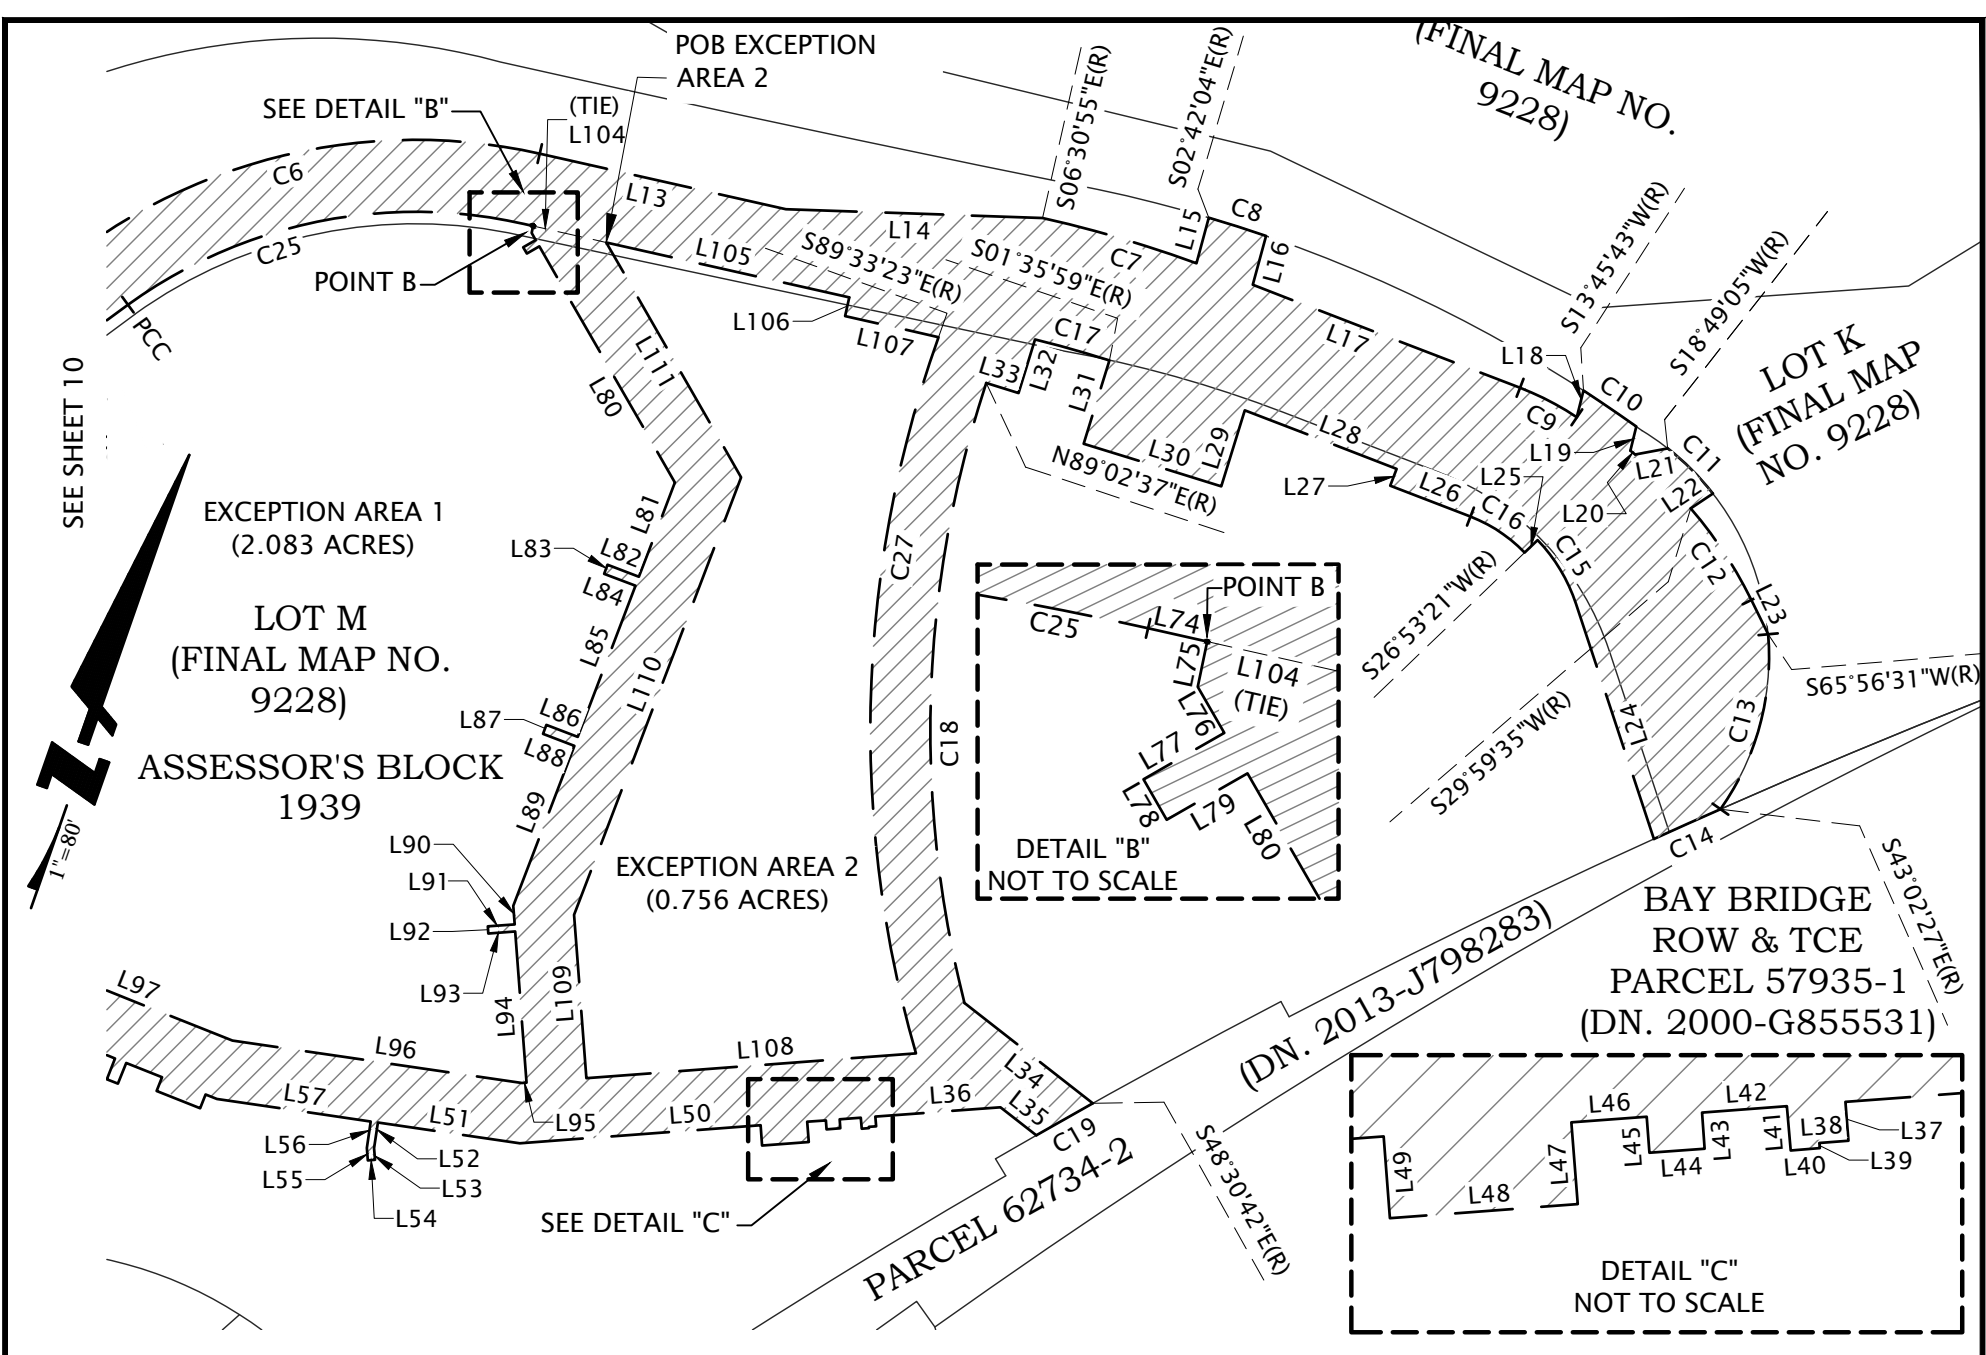 POB EXCEPTION
AREA 2
(FINAL MAP NO.
9228)
SEE DETAIL "B"
(TIE)
L104
S06°30'55"E(R)
S02°42'04"E(R)
C6
L13
L14
C7
L15
C8
L16
C25
POINT B
L105
S89°33'23"E(R)
S01°35'59"E(R)
S13°45'43"W(R)
S18°49'05"W(R)
PCC
L106
L107
C17
L17
L18
C10
LOT K
(FINAL MAP
NO. 9228)
SEE SHEET 10
L111
L80
L33
L32
L31
C9
L28
L19
L21
C11
L30
L29
N89°02'37"E(R)
L27
L26
L25
C16
L20
L22
EXCEPTION AREA 1
(2.083 ACRES)
L81
L83
L82
L84
C27
C15
C12
L23
POINT B
C25
L74
L75
L104
(TIE)
L76
L77
L78
L79
L80
DETAIL "B"
NOT TO SCALE
S26°53'21"W(R)
S29°59'35"W(R)
S65°56'31"W(R)
LOT M
(FINAL MAP NO.
9228)
L85
L110
L87
L86
L88
C18
L24
C13
ASSESSOR'S BLOCK
1939
L89
1"=80'
L90
L91
L92
L93
EXCEPTION AREA 2
(0.756 ACRES)
C14
S43°02'27"E(R)
BAY BRIDGE
ROW & TCE
PARCEL 57935-1
(DN. 2000-G855531)
(DN. 2013-J798283)
L97
L94
L109
L96
L108
L34
L57
L51
L95
L50
L36
L35
C19
L56
L55
L54
L52
L53
SEE DETAIL "C"
PARCEL 62734-2
S48°30'42"E(R)
L46
L42
L49
L48
L47
L45
L44
L43
L41
L38
L40
L37
L39
DETAIL "C"
NOT TO SCALE